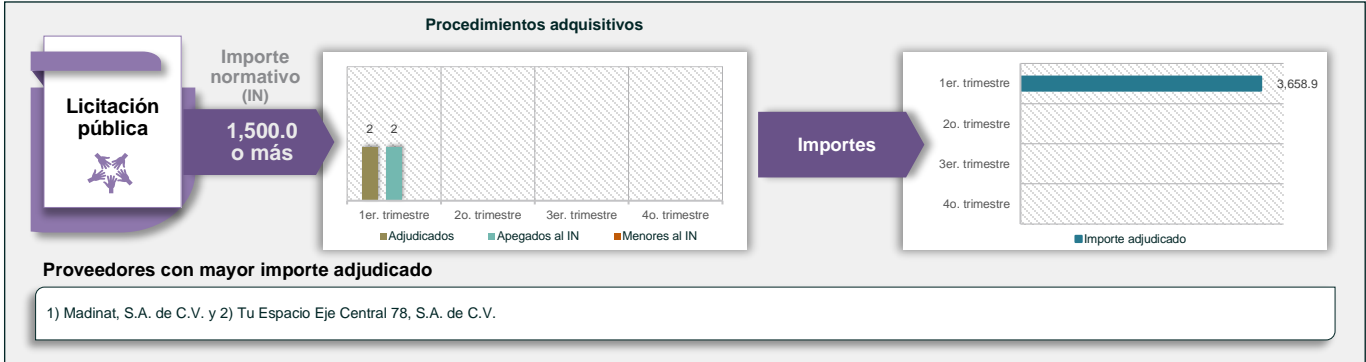 Procedimientos adquisitivos
Licitación
pública
Importe
normativo
(IN)
1,500.0
o más
2 2
1er. trimestre 2o. trimestre 3er. trimestre 4o. trimestre
Adjudicados Apegados al IN Menores al IN
Importes
1er. trimestre 3,658.9
2o. trimestre
3er. trimestre
4o. trimestre
Importe adjudicado
Proveedores con mayor importe adjudicado
1) Madinat, S.A. de C.V. y 2) Tu Espacio Eje Central 78, S.A. de C.V.